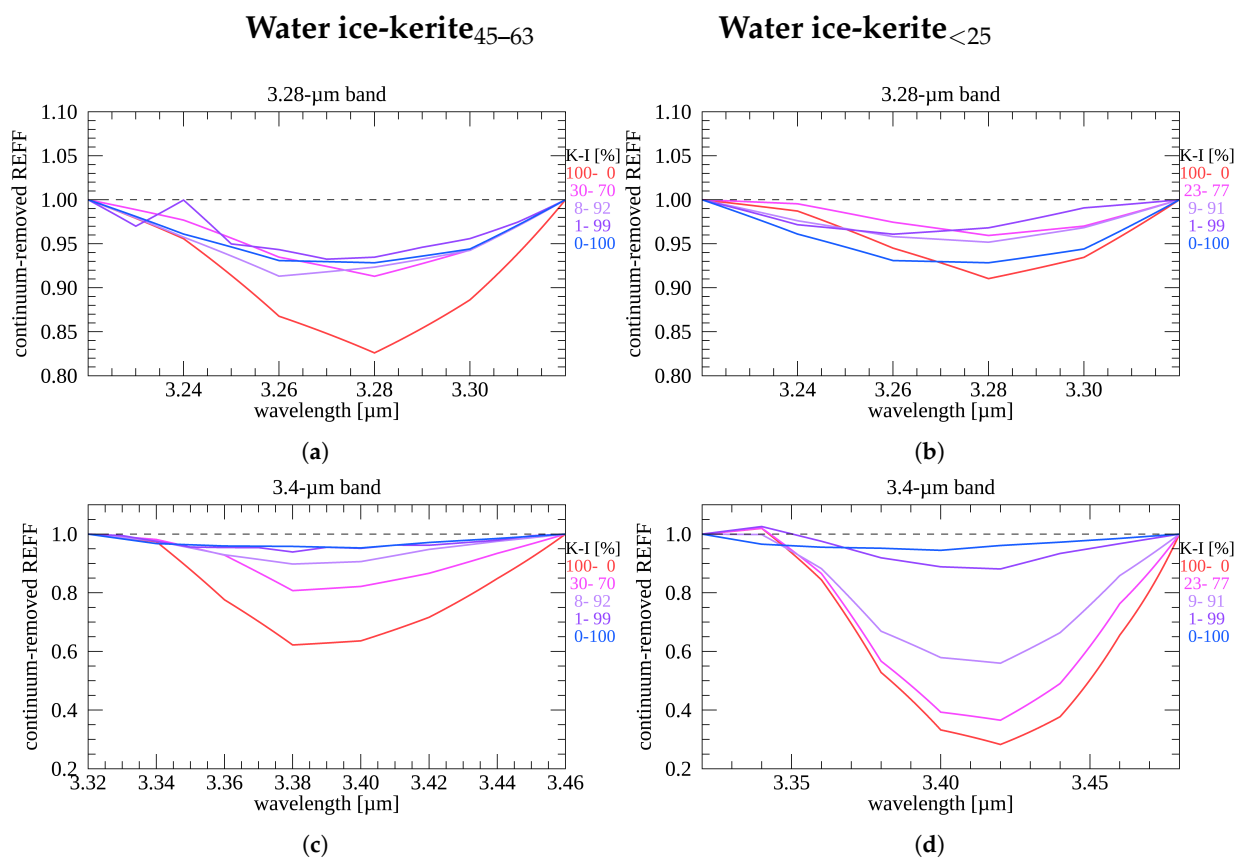 Water ice-kerite45–63
Water ice-kerite<25
3.28-µm band
continuum-removed REFF
1.10
1.05
1.00
0.95
0.90
0.85
0.80
3.24
3.26
3.28
3.30
wavelength [µm]
K-I [%]
100- 0
30- 70
8- 92
1- 99
0-100
(a)
3.28-µm band
continuum-removed REFF
1.10
1.05
1.00
0.95
0.90
0.85
0.80
3.24
3.26
3.28
3.30
wavelength [µm]
K-I [%]
100- 0
23- 77
9- 91
1- 99
0-100
(b)
3.4-µm band
continuum-removed REFF
1.0
0.8
0.6
0.4
0.2
3.32
3.34
3.36
3.38
3.40
3.42
3.44
3.46
wavelength [µm]
K-I [%]
100- 0
30- 70
8- 92
1- 99
0-100
(c)
3.4-µm band
continuum-removed REFF
1.0
0.8
0.6
0.4
0.2
3.35
3.40
3.45
wavelength [µm]
K-I [%]
100- 0
23- 77
9- 91
1- 99
0-100
(d)